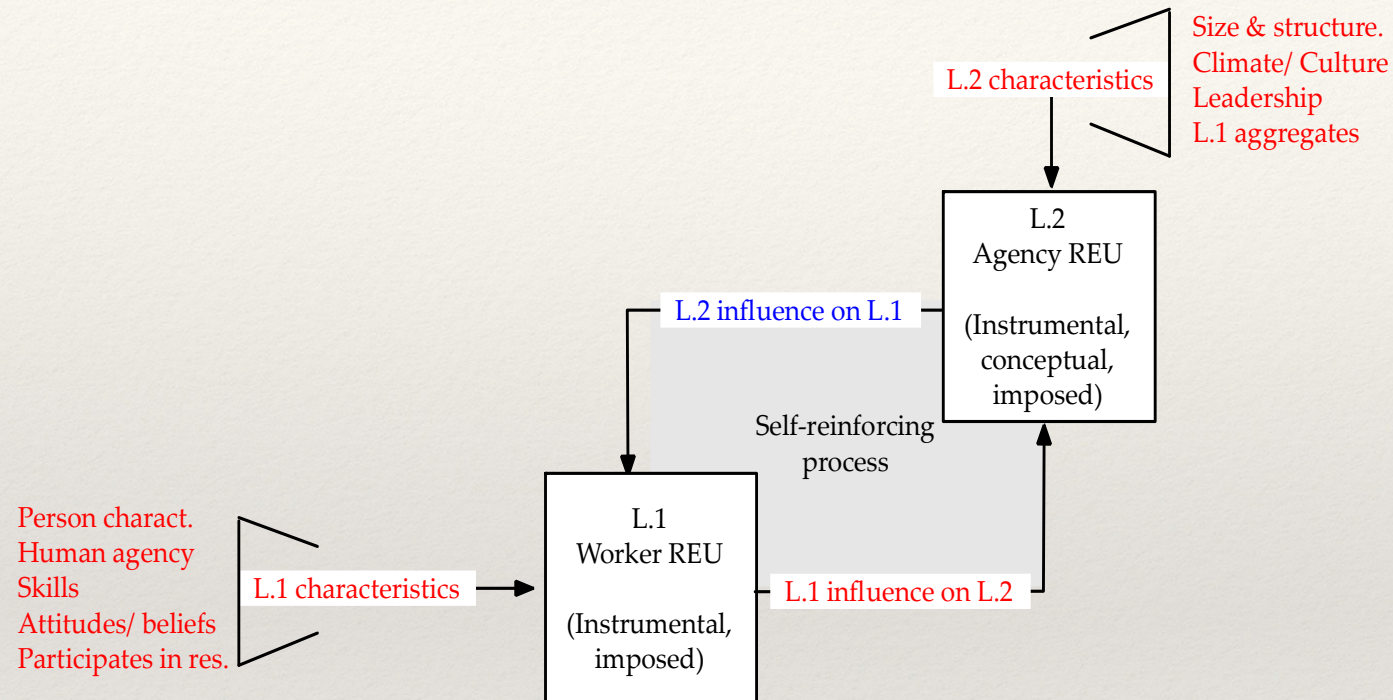 Size & structure.
Climate/ Culture
Leadership
L.1 aggregates
L.2 characteristics
L.2
Agency REU
(Instrumental,
conceptual,
imposed)
L.2 influence on L.1
Self-reinforcing
process
Person charact.
Human agency
Skills
Attitudes/ beliefs
Participates in res.
L.1 characteristics
L.1
Worker REU
(Instrumental,
imposed)
L.1 influence on L.2